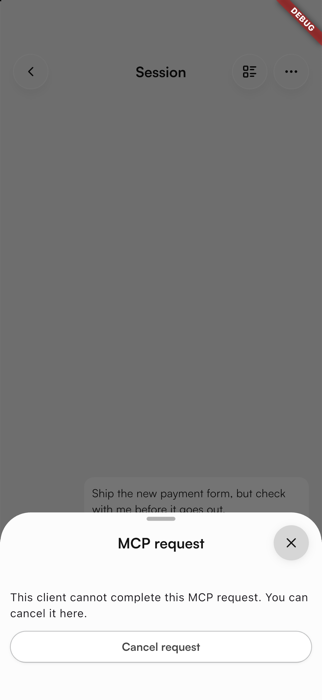 DEBUG
Session
Ship the new payment form, but check
with me before it goes out.
MCP request
This client cannot complete this MCP request. You can
cancel it here.
Cancel request